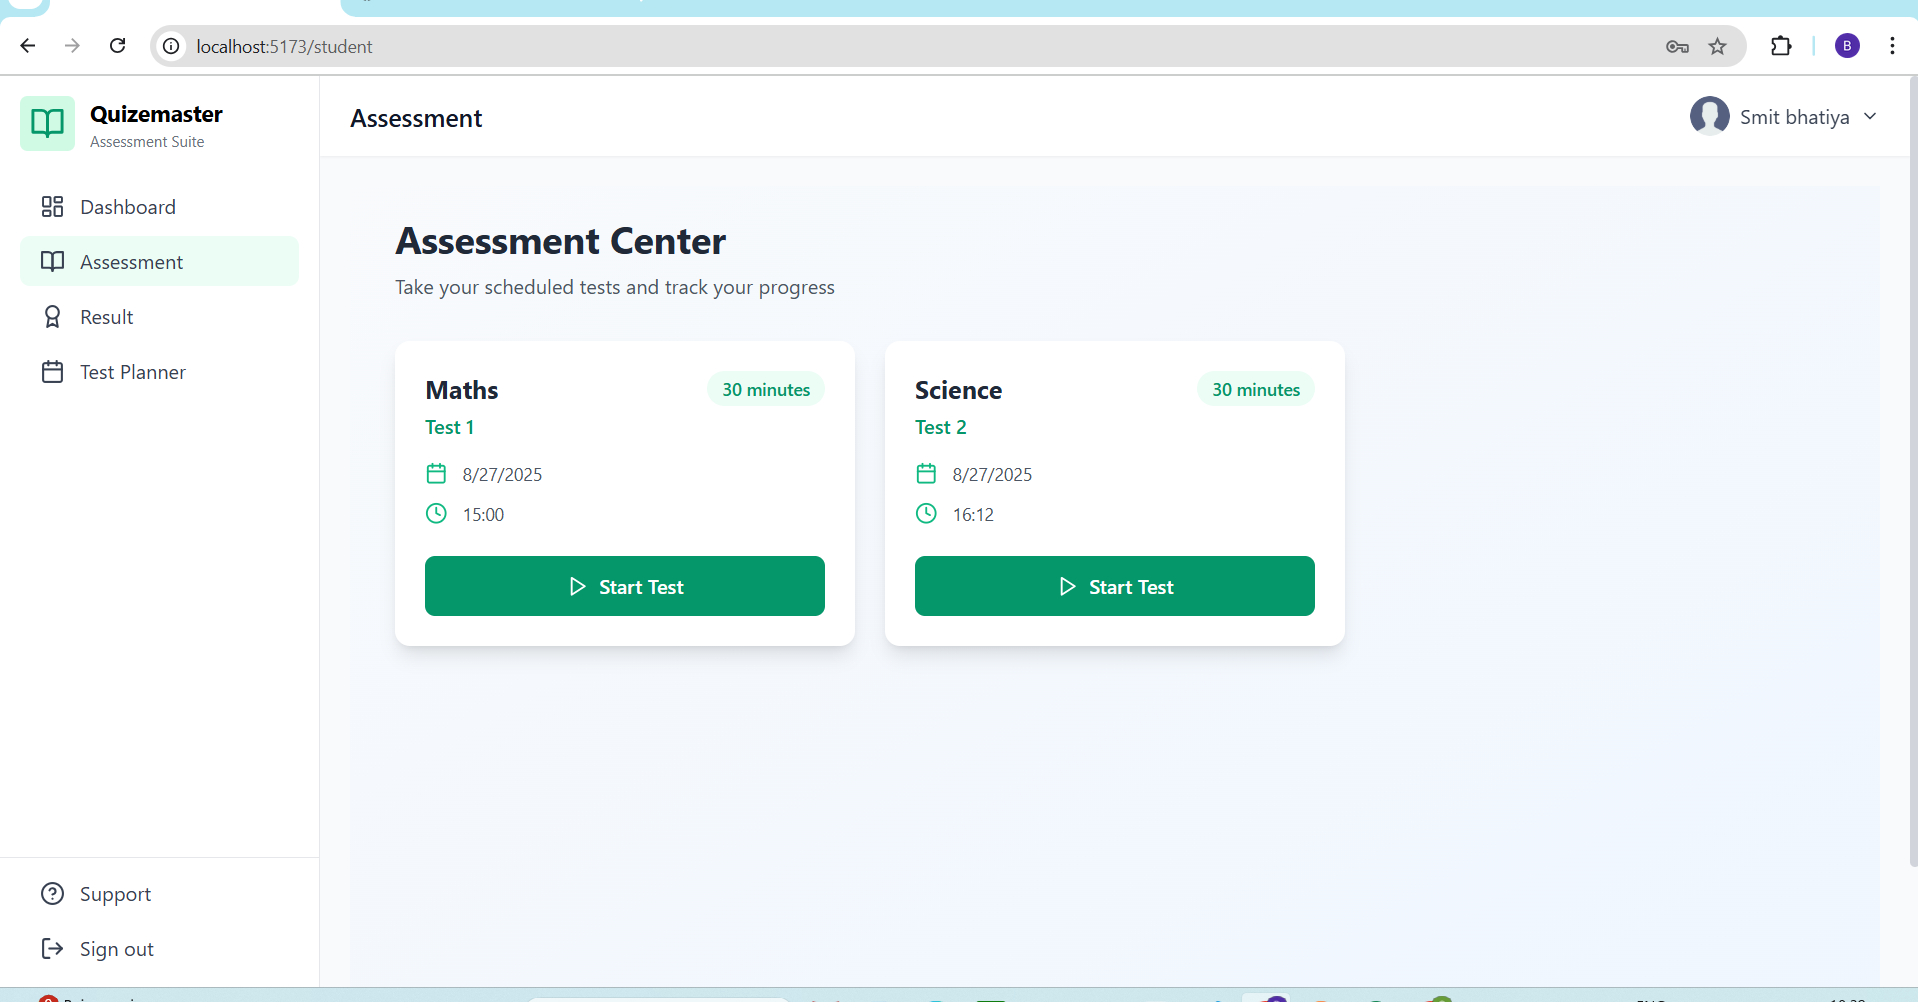 localhost:5173/student
B
Quizemaster
Assessment Suite
Dashboard
Assessment
Result
Test Planner
Support
Sign out
Assessment
Smit bhatiya
Assessment Center
Take your scheduled tests and track your progress
Maths
30 minutes
Test 1
8/27/2025
15:00
Start Test
Science
30 minutes
Test 2
8/27/2025
16:12
Start Test